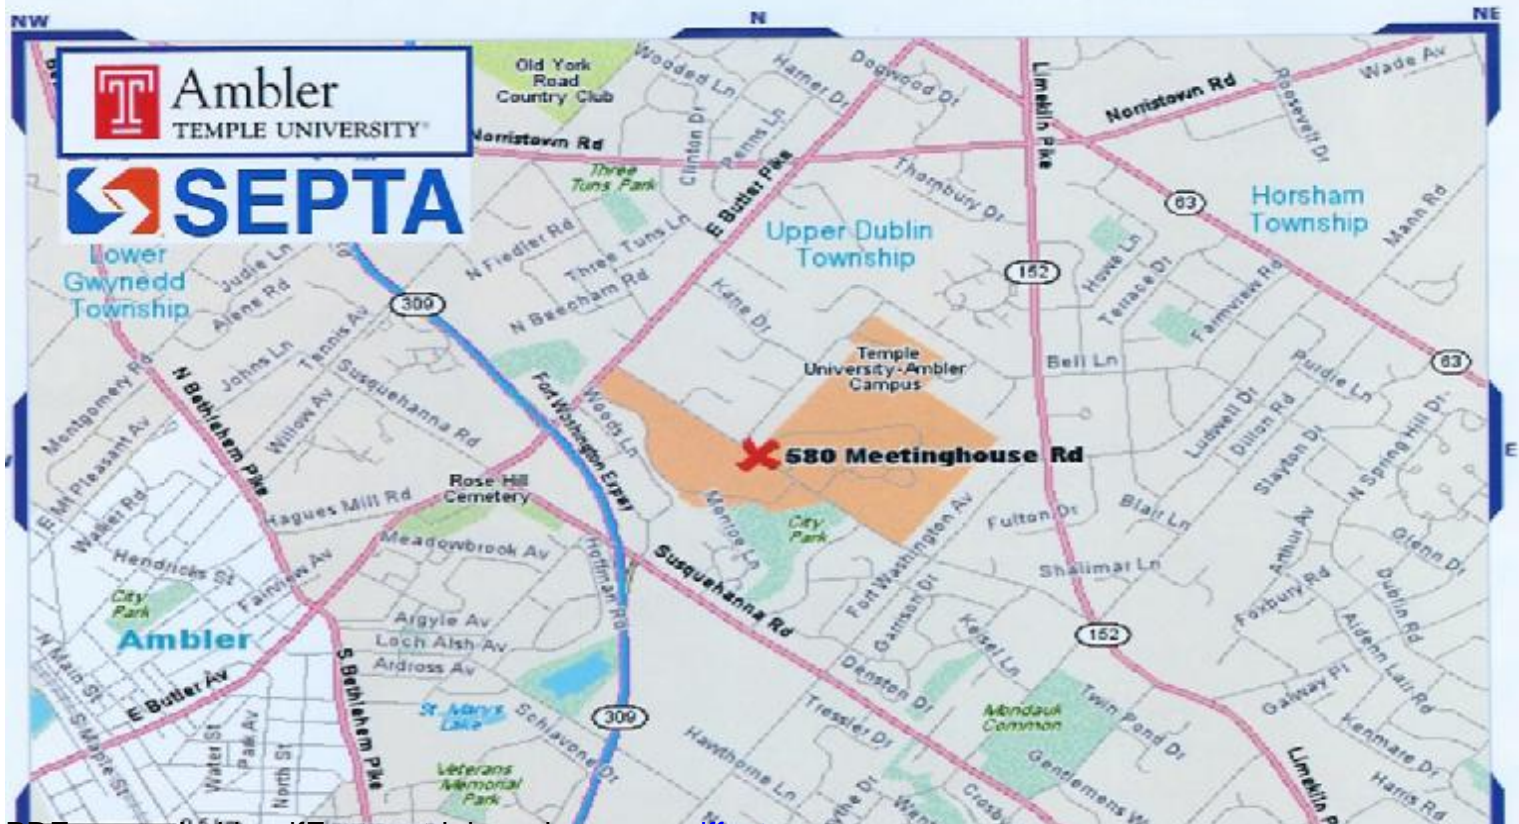 NW
N
NE
Ambler
TEMPLE UNIVERSITY
SEPTA
Old York
Road
Country Club
Wooded Ln
Harner Dr
Dogwood Dr
Limekiln Pike
Norristown Rd
Wade Av
Roosevelt Dr
Norristown Rd
Clinton Dr
Penns Ln
E Butler Pike
Three
Tuns Park
Thornbury Dr
63
Horsham
Township
Mann Rd
Upper Dublin
Township
Lower
Gwynedd
Township
Judie Ln
Alene Rd
N Fiedler Rd
Three Tuns Ln
N Beecham Rd
Kane Dr
152
Howe Ln
Terrace Dr
Farmview Rd
309
Tennis Av
Johns Ln
Susquehanna Rd
Willow Av
Montgomery Rd
N Bethlehem Pike
E Mt Pleasant Av
Walker Rd
Fort Washington Expwy
Woods Ln
Temple
University-Ambler
Campus
Bell Ln
Purdie Ln
63
Ludwell Dr
Dillon Rd
Slayton Dr
N Spring Hill Dr
580 Meetinghouse Rd
E
Rose Hill
Cemetery
Hagues Mill Rd
Meadowbrook Av
Hendricks St
Fairview Av
City
Park
Ambler
Hoffman Rd
Monroe Ln
City
Park
Susquehanna Rd
Fort Washington Av
Garrison Dr
Fulton Dr
Blair Ln
Shalimar Ln
Arthur Av
Foxbury Rd
Glenn Dr
Dublin Rd
Aidenn Lair Rd
152
Keisel Ln
Argyle Av
Loch Alsh Av
Ardross Av
N Main St
S Maple St
E Butler Av
S Bethlehem Pike
Water St
Park Av
North St
St. Marys
Lake
Schiavone Dr
309
Veterans
Memorial
Park
Hawthorne Ln
Denston Dr
Tressler Dr
Mondauk
Common
Twin Pond Dr
Gentlemens W
Crosby
Galway Pl
Kenmare Dr
Harris Rd
Limekiln P